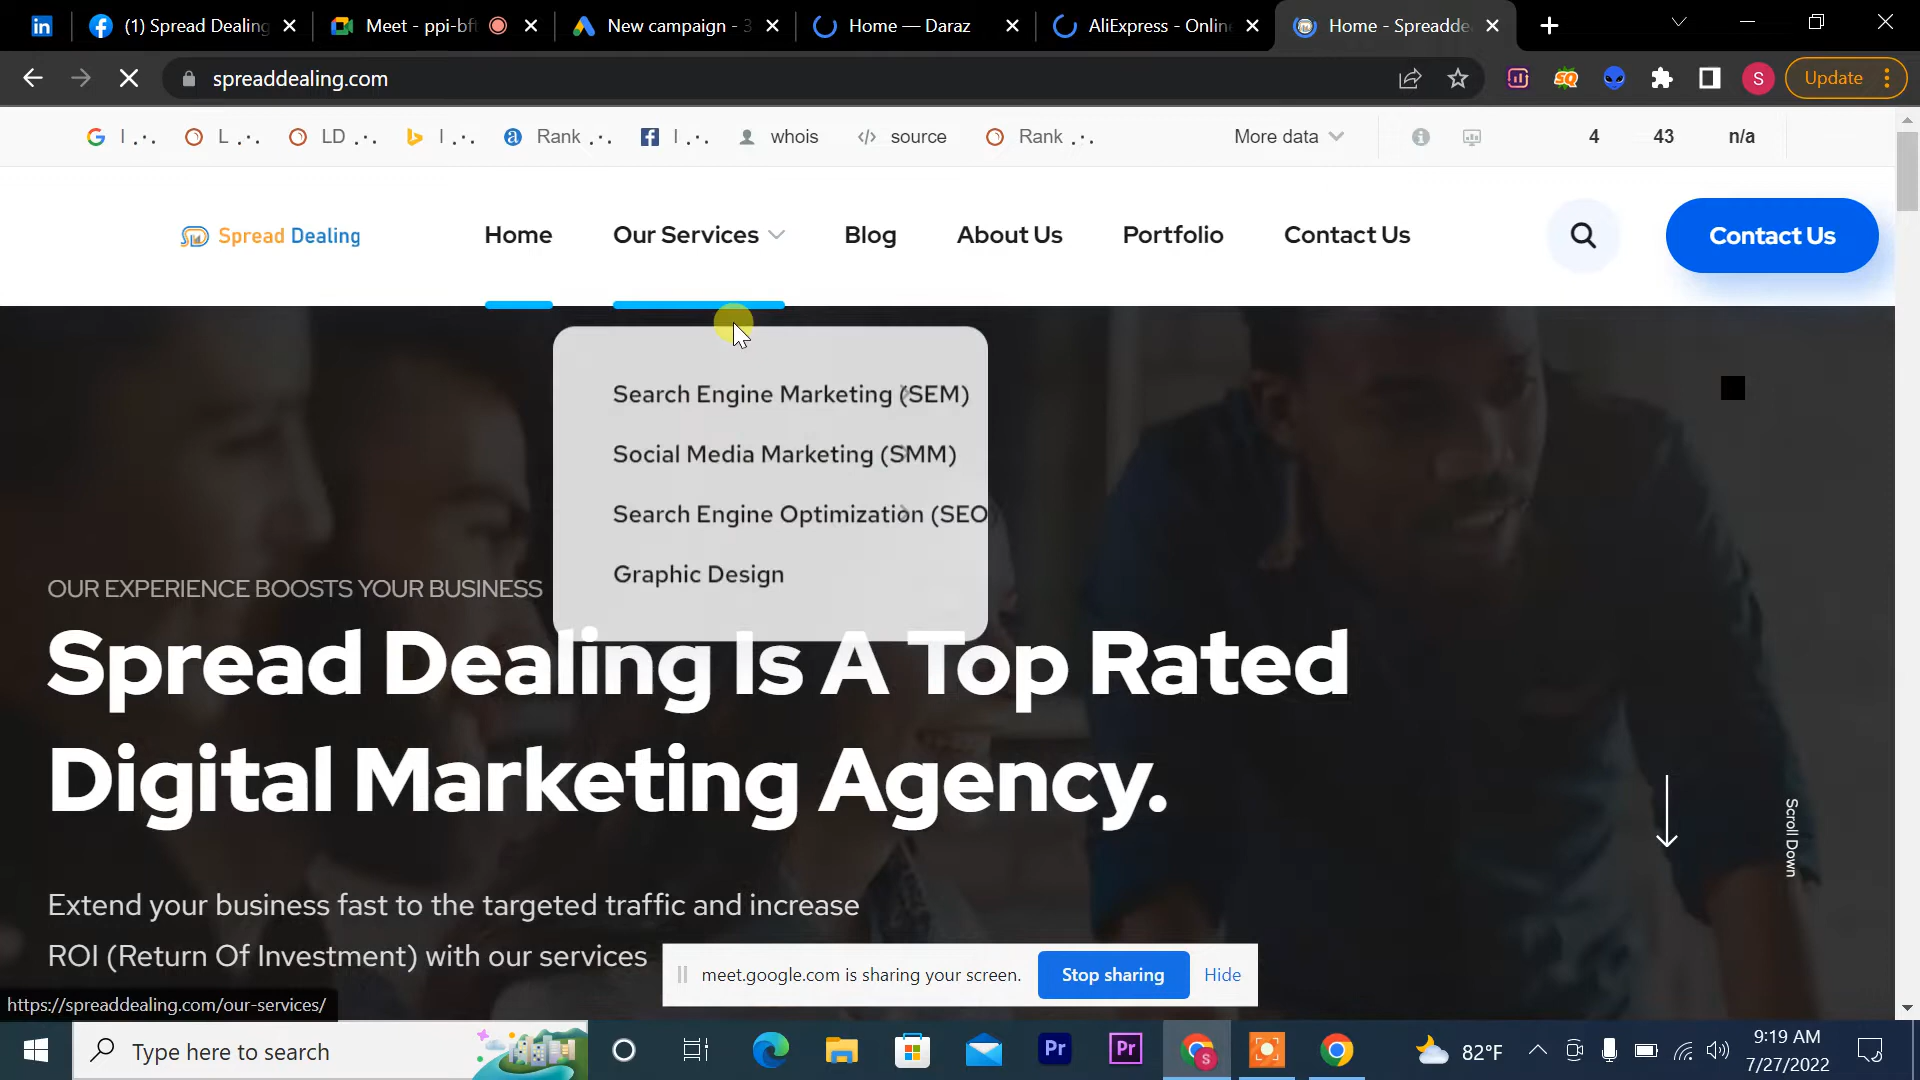 (1) Spread Dealing
Meet - ppi-bf
New campaign - 3
Home — Daraz
AliExpress - Onlin
Home - Spreadde
spreaddealing.com
S
Update
I
L
LD
I
Rank
I
whois
source
Rank
More data
4
43
n/a
Spread Dealing
Home
Our Services
Blog
About Us
Portfolio
Contact Us
Contact Us
Search Engine Marketing (SEM)
Social Media Marketing (SMM)
Search Engine Optimization (SEO
Graphic Design
OUR EXPERIENCE BOOSTS YOUR BUSINESS
Spread Dealing Is A Top Rated
Digital Marketing Agency.
Scroll Down
Extend your business fast to the targeted traffic and increase
ROI (Return Of Investment) with our services
meet.google.com is sharing your screen.
Stop sharing
Hide
https://spreaddealing.com/our-services/
Type here to search
Pr
Pr
S
82°F
9:19 AM
7/27/2022